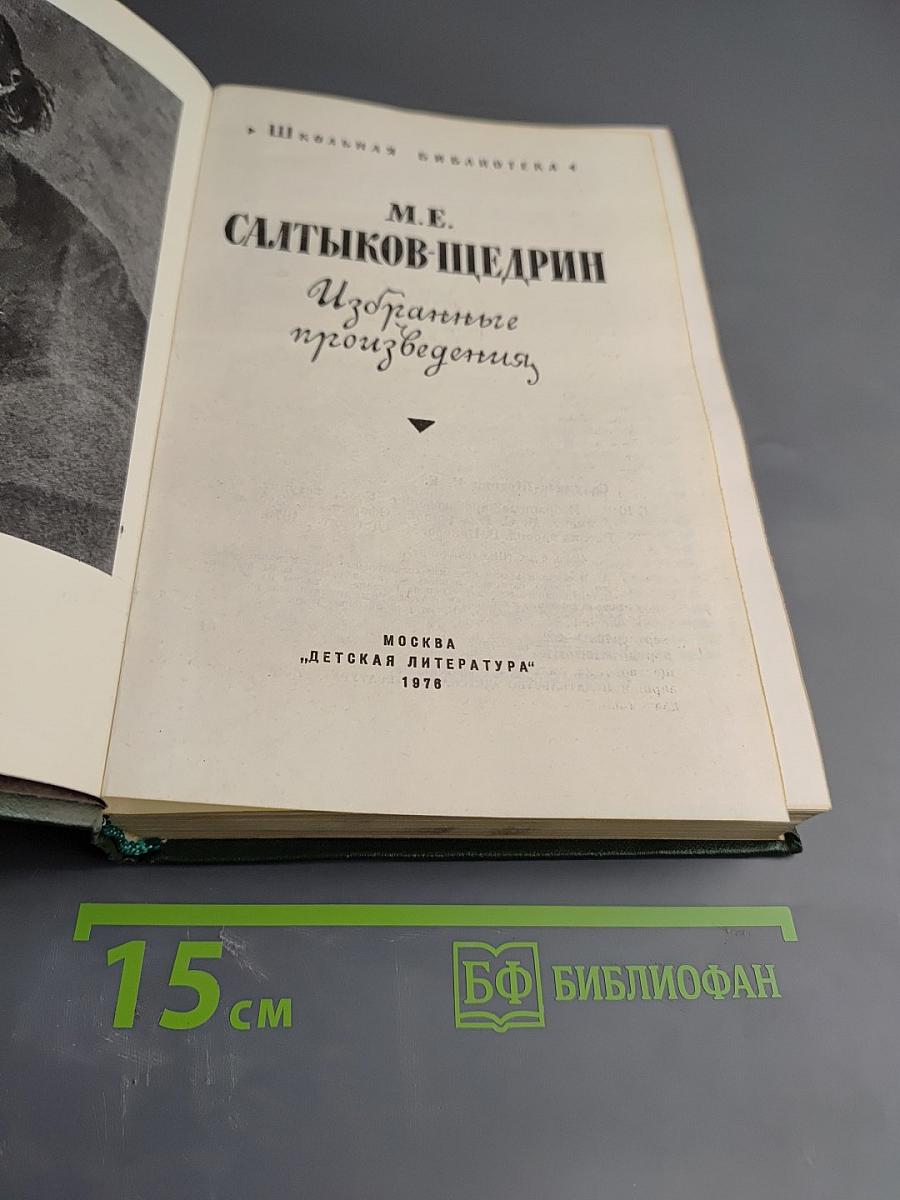 Школьная библиотека
М.Е.
САЛТЫКОВ-ЩЕДРИН
Избранные
произведения
МОСКВА
„ДЕТСКАЯ ЛИТЕРАТУРА“
1976
15 см
БФ БИБЛИОФАН